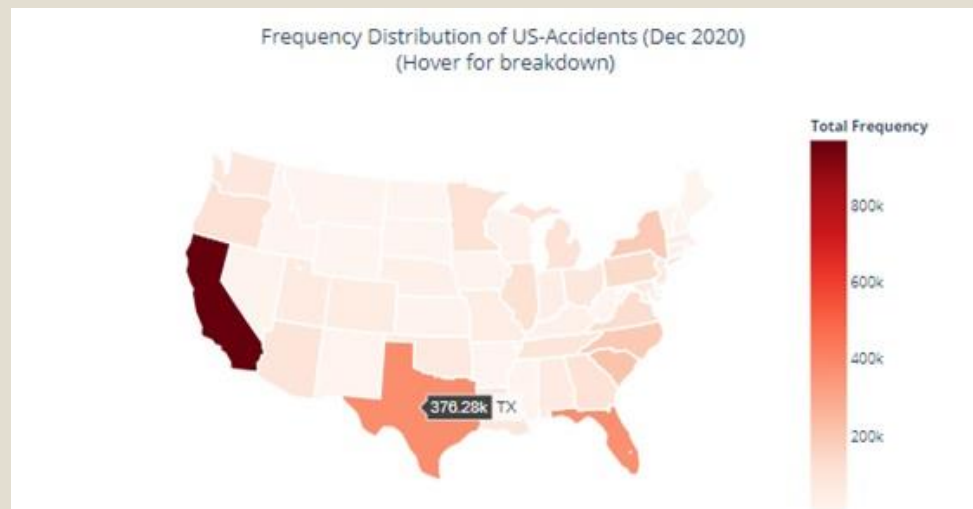 Frequency Distribution of US-Accidents (Dec 2020)
(Hover for breakdown)
Total Frequency
800k
600k
400k
376.28k TX
200k